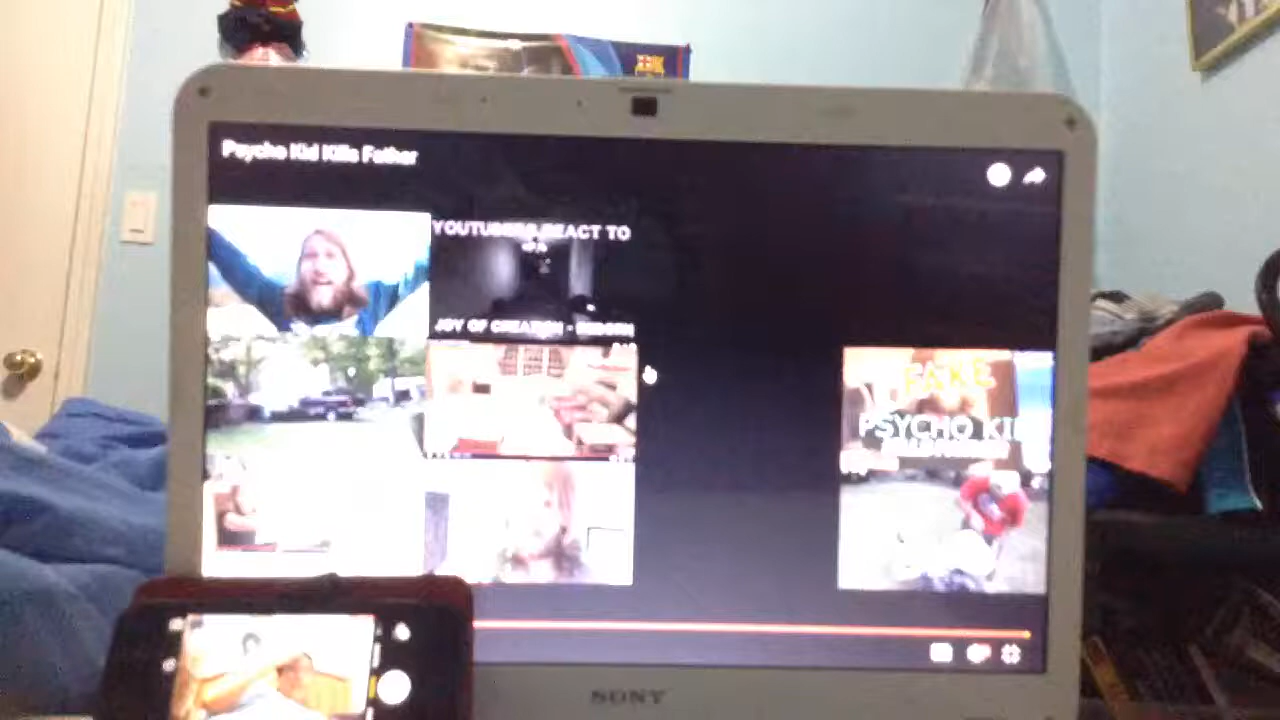 Psycho Kid Kills Father
YOUTUBERS REACT TO
JOY OF CREATION - REBORN
FAKE
PSYCHO KI
SONY